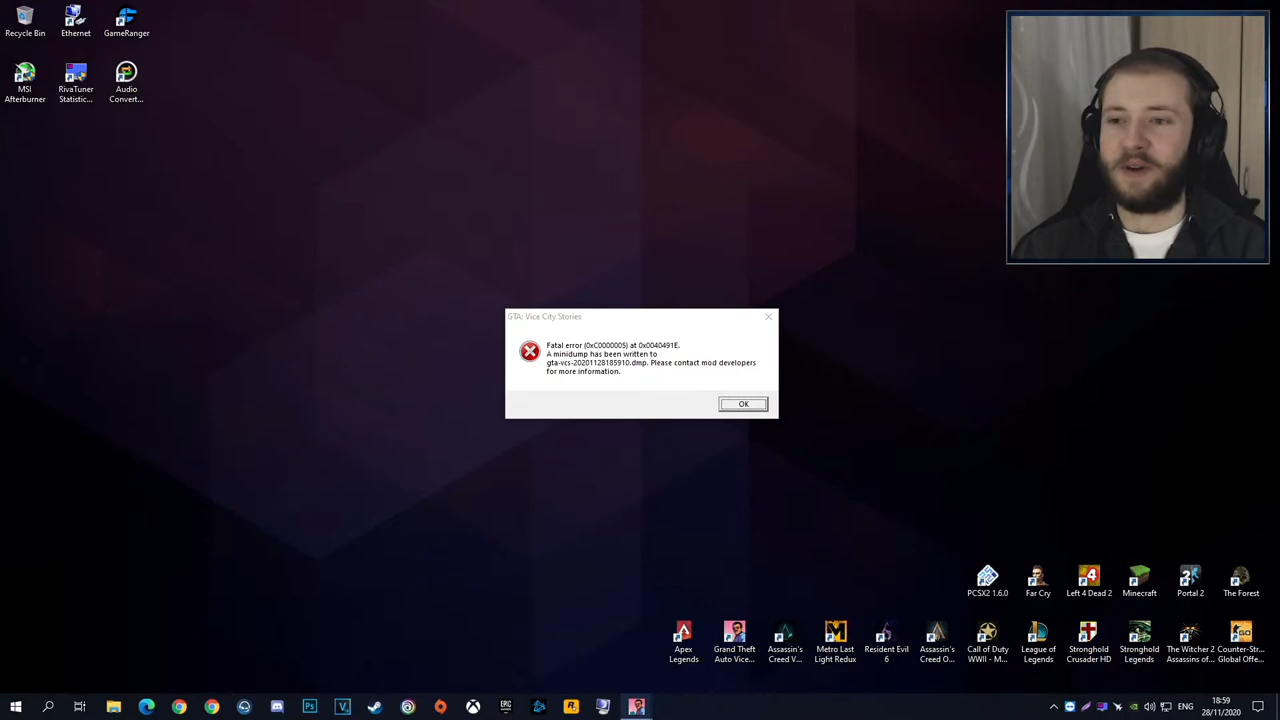 Recycle Bin
Ethernet
GameRanger
MSI
Afterburner
RivaTuner
Statistic...
Audio
Convert...
GTA: Vice City Stories
Fatal error (0xC0000005) at 0x0040491E.
A minidump has been written to
gta-vcs-20201128185910.dmp. Please contact mod developers
for more information.
OK
PCSX2 1.6.0
Far Cry
Left 4 Dead 2
Minecraft
Portal 2
The Forest
Apex
Legends
Grand Theft
Auto Vice...
Assassin's
Creed V...
Metro Last
Light Redux
Resident Evil
6
Assassin's
Creed O...
Call of Duty
WWII - M...
League of
Legends
Stronghold
Crusader HD
Stronghold
Legends
The Witcher 2
Assassins of...
Counter-Str...
Global Offe...
ENG
18:59
28/11/2020